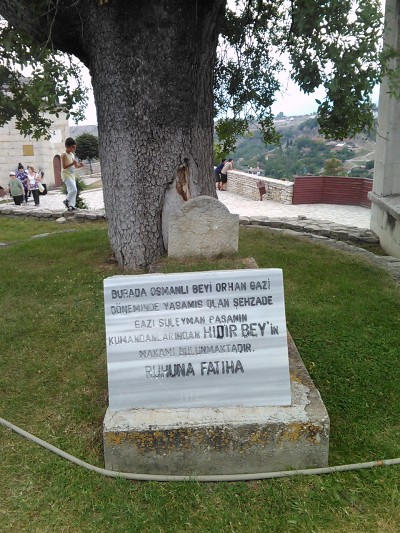 BURADA OSMANLI BEYİ ORHAN GAZİ
DÖNEMİNDE YAŞAMIŞ OLAN ŞEHZADE
GAZİ SÜLEYMAN PAŞANIN
KUMANDANLARINDAN HIDIR BEY'İN
MAKAMI BULUNMAKTADIR.
RUHUNA FATİHA